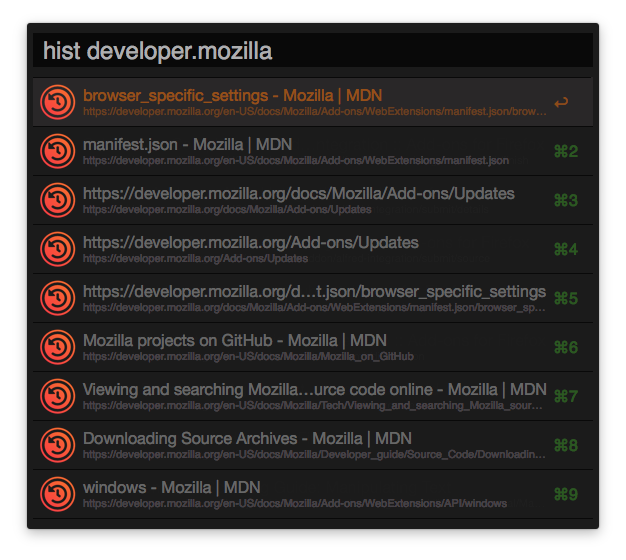 hist developer.mozilla
browser_specific_settings - Mozilla | MDN
https://developer.mozilla.org/en-US/docs/Mozilla/Add-ons/WebExtensions/manifest.json/brow…
↩
manifest.json - Mozilla | MDN
https://developer.mozilla.org/en-US/docs/Mozilla/Add-ons/WebExtensions/manifest.json
⌘2
https://developer.mozilla.org/docs/Mozilla/Add-ons/Updates
https://developer.mozilla.org/docs/Mozilla/Add-ons/Updates
⌘3
https://developer.mozilla.org/Add-ons/Updates
https://developer.mozilla.org/Add-ons/Updates
⌘4
https://developer.mozilla.org/d…t.json/browser_specific_settings
https://developer.mozilla.org/docs/Mozilla/Add-ons/WebExtensions/manifest.json/browser_sp…
⌘5
Mozilla projects on GitHub - Mozilla | MDN
https://developer.mozilla.org/en-US/docs/Mozilla/Mozilla_on_GitHub
⌘6
Viewing and searching Mozilla…urce code online - Mozilla | MDN
https://developer.mozilla.org/en-US/docs/Mozilla/Tech/Viewing_and_searching_Mozilla_sour…
⌘7
Downloading Source Archives - Mozilla | MDN
https://developer.mozilla.org/en-US/docs/Mozilla/Developer_guide/Source_Code/Downloadin…
⌘8
windows - Mozilla | MDN
https://developer.mozilla.org/en-US/docs/Mozilla/Add-ons/WebExtensions/API/windows
⌘9